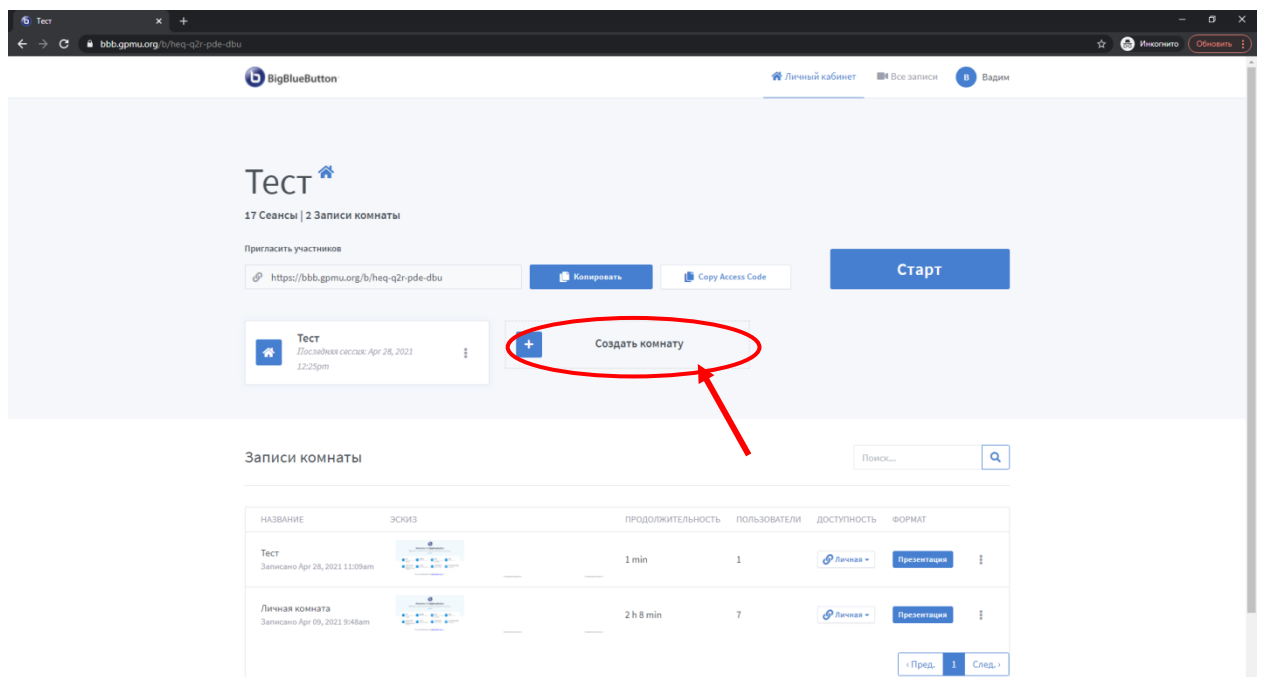 Тест
bbb.gpmu.org/b/heq-q2r-pde-dbu
Инкогнито
Обновить
BigBlueButton
Личный кабинет
Все записи
В
Вадим
Тест
17 Сеансы | 2 Записи комнаты
Пригласить участников
https://bbb.gpmu.org/b/heq-q2r-pde-dbu
Копировать
Copy Access Code
Старт
Тест
Последняя сессия: Apr 28, 2021
12:25pm
Создать комнату
Записи комнаты
Поиск...
НАЗВАНИЕ ЭСКИЗ ПРОДОЛЖИТЕЛЬНОСТЬ ПОЛЬЗОВАТЕЛИ ДОСТУПНОСТЬ ФОРМАТ
Тест
Записано Apr 28, 2021 11:09am
1 min 1 Личная Презентация
Личная комната
Записано Apr 09, 2021 9:48am
2 h 8 min 7 Личная Презентация
‹ Пред. 1 След. ›